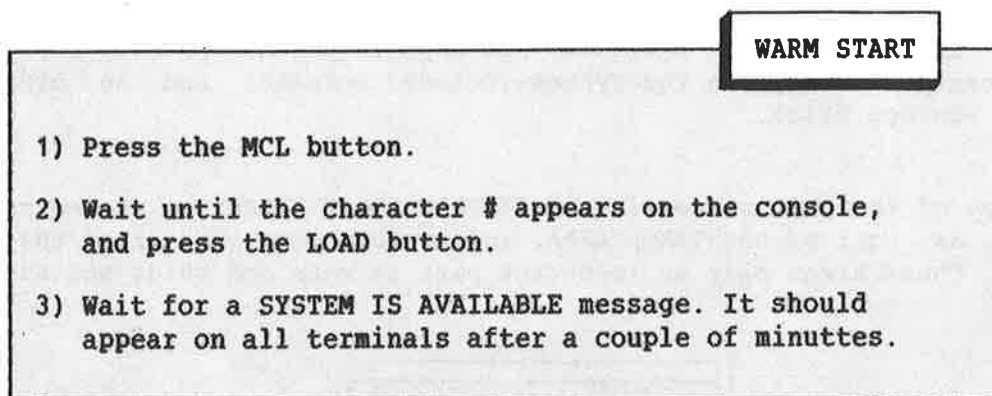 WARM START
1) Press the MCL button.
2) Wait until the character # appears on the console,
and press the LOAD button.
3) Wait for a SYSTEM IS AVAILABLE message. It should
appear on all terminals after a couple of minuttes.